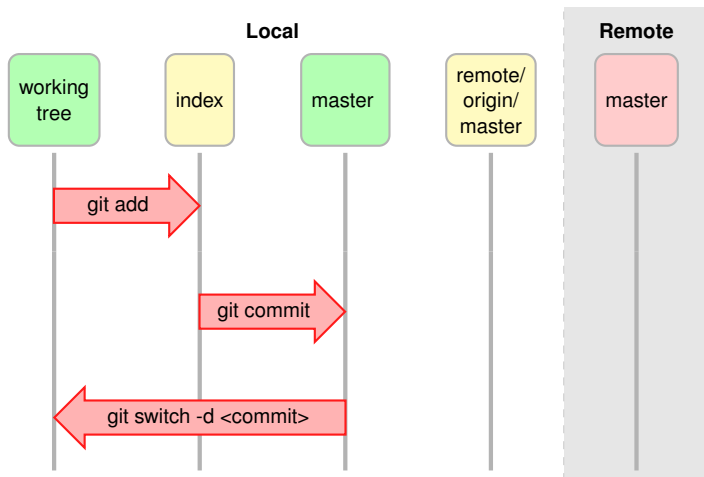 Local
Remote
working
tree
index
master
remote/
origin/
master
master
git add
git commit
git switch -d <commit>